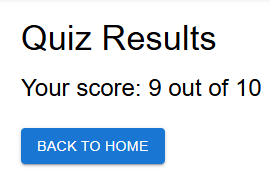 Quiz Results
Your score: 9 out of 10
BACK TO HOME